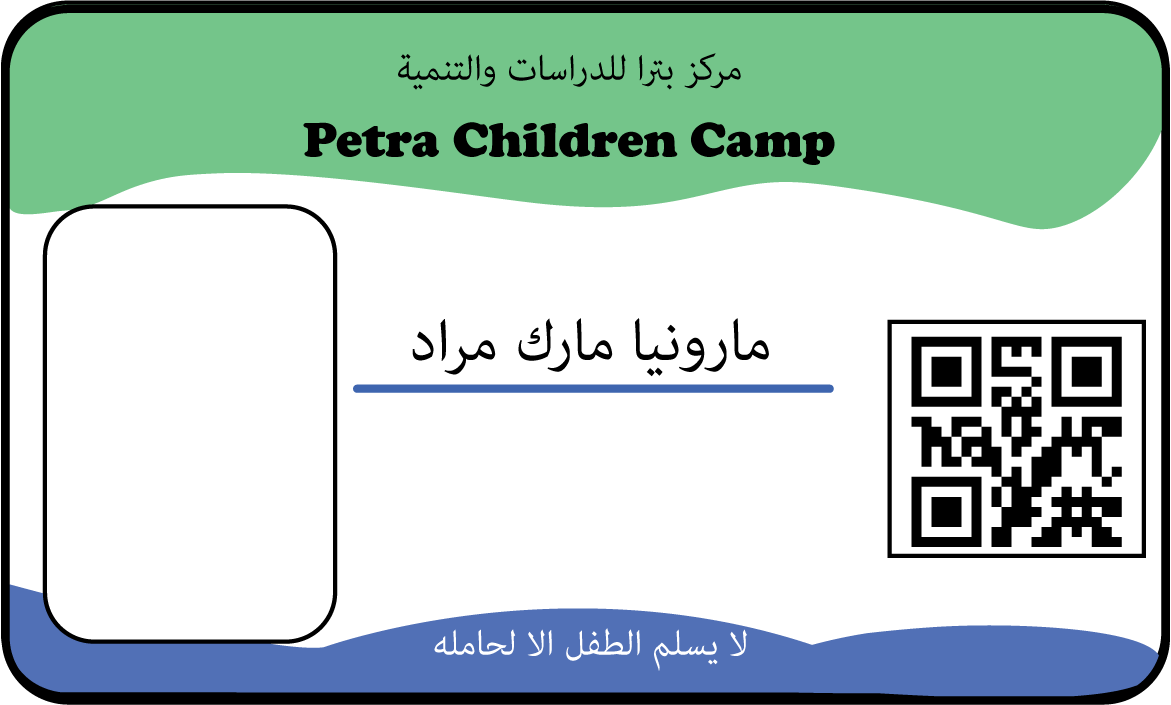 مركز بترا للدراسات والتنمية
Petra Children Camp
مارونيا مارك مراد
لا يسلم الطفل الا لحامله